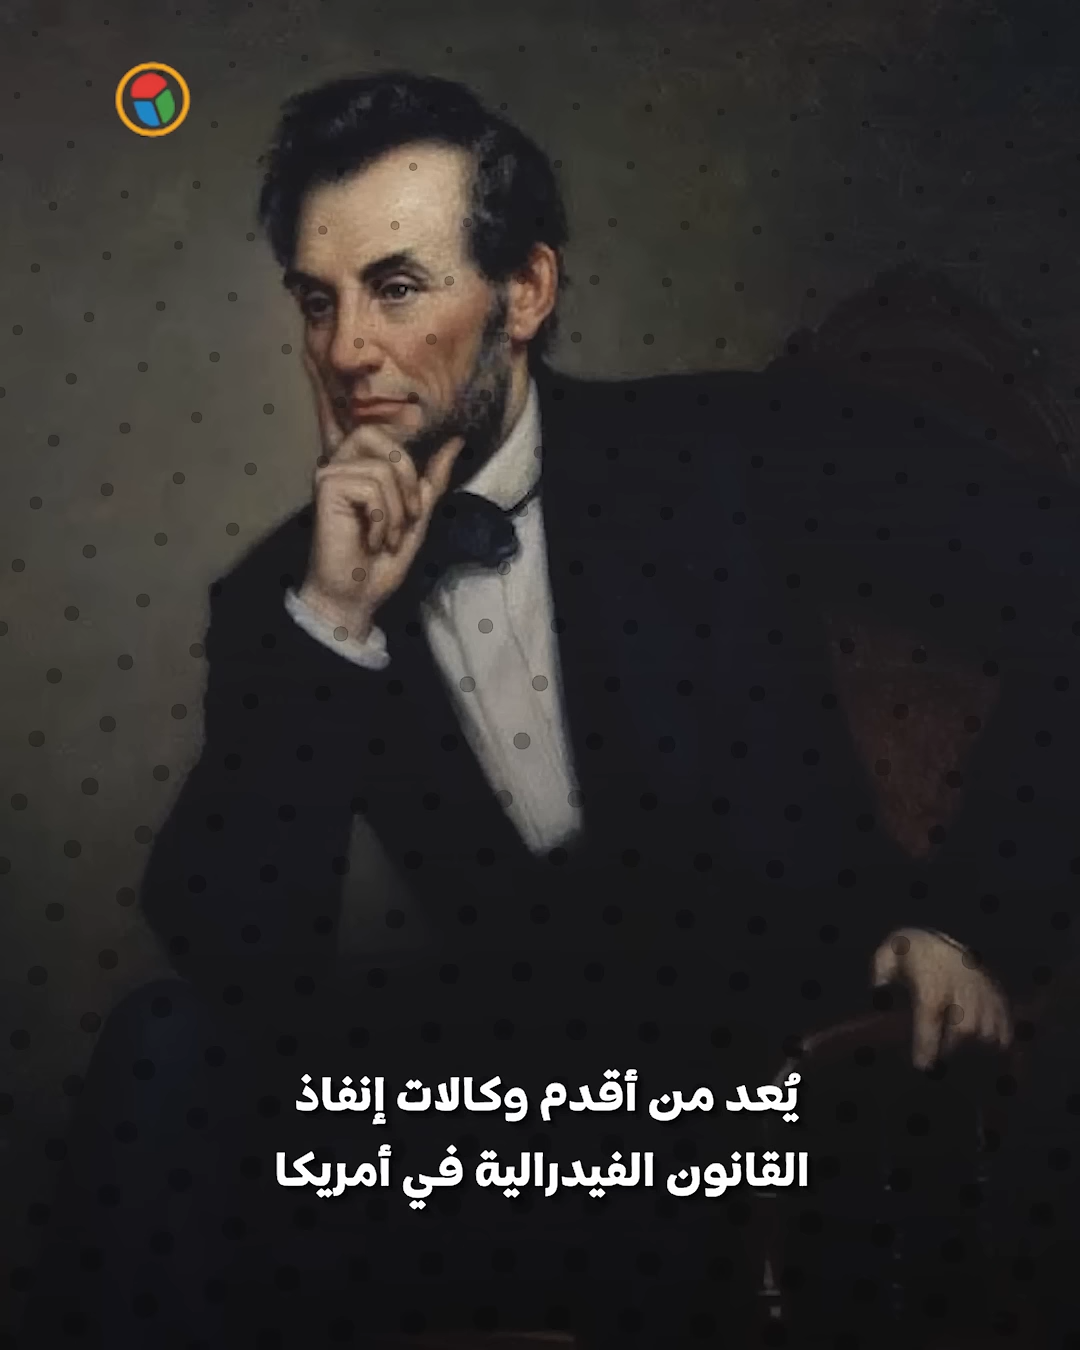 يُعد من أقدم وكالات إنفاذ
القانون الفيدرالية في أمريكا